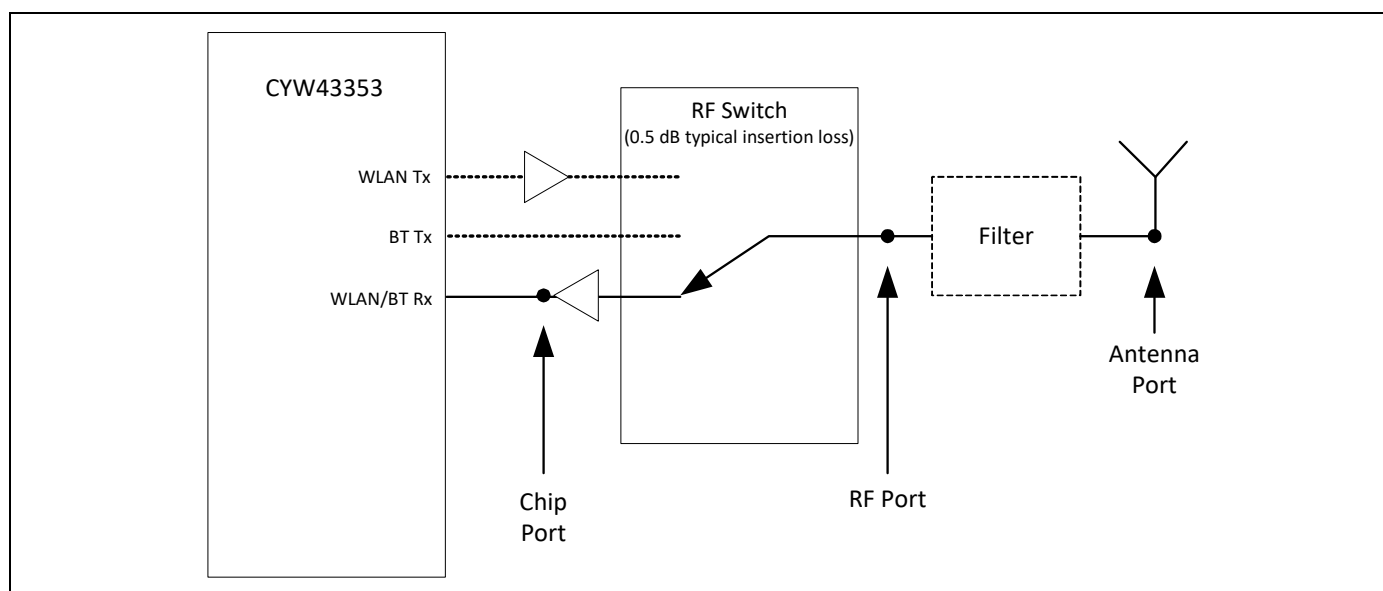 CYW43353
RF Switch
(0.5 dB typical insertion loss)
WLAN Tx
BT Tx
WLAN/BT Rx
Filter
Chip
Port
RF Port
Antenna
Port